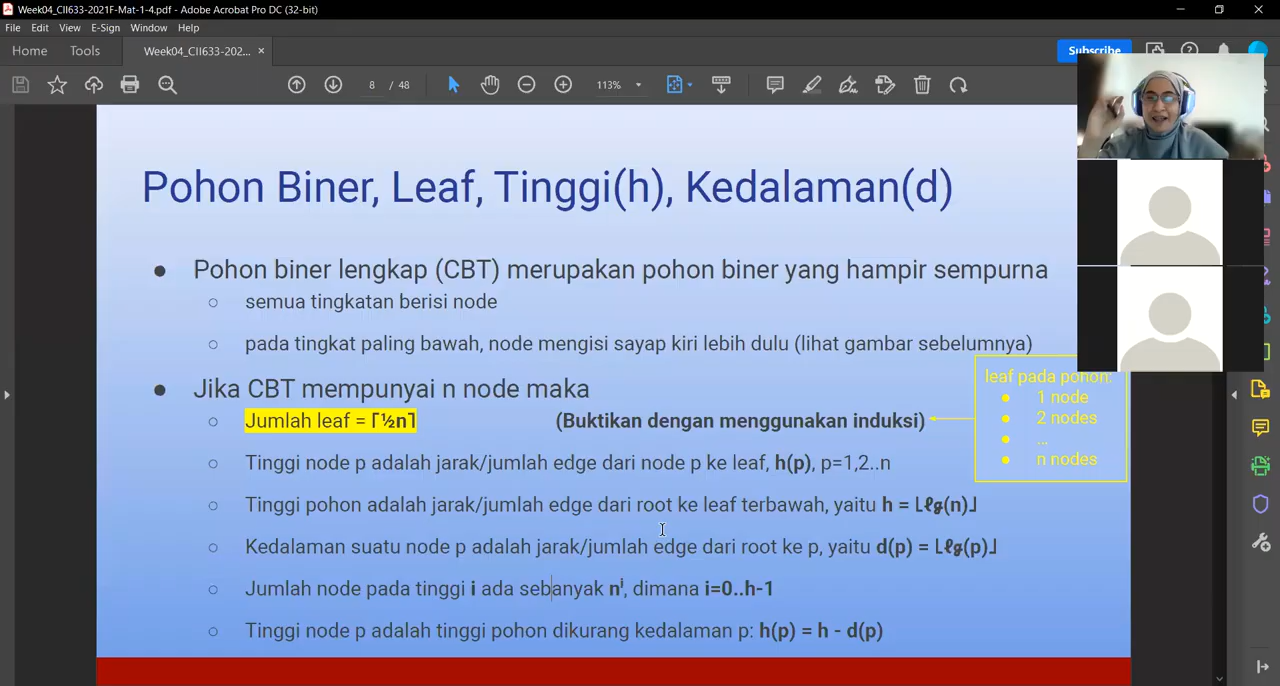 Week04_CII633-2021F-Mat-1-4.pdf - Adobe Acrobat Pro DC (32-bit)
File Edit View E-Sign Window Help
Home Tools Week04_CII633-202... ×
Subscribe
8 / 48 113%
Pohon Biner, Leaf, Tinggi(h), Kedalaman(d)
● Pohon biner lengkap (CBT) merupakan pohon biner yang hampir sempurna
○ semua tingkatan berisi node
○ pada tingkat paling bawah, node mengisi sayap kiri lebih dulu (lihat gambar sebelumnya)
● Jika CBT mempunyai n node maka
○ Jumlah leaf = ⌈½n⌉ (Buktikan dengan menggunakan induksi)
○ Tinggi node p adalah jarak/jumlah edge dari node p ke leaf, h(p), p=1,2..n
○ Tinggi pohon adalah jarak/jumlah edge dari root ke leaf terbawah, yaitu h = ⌊ℓℊ(n)⌋
○ Kedalaman suatu node p adalah jarak/jumlah edge dari root ke p, yaitu d(p) = ⌊ℓℊ(p)⌋
○ Jumlah node pada tinggi i ada sebanyak nⁱ, dimana i=0..h-1
○ Tinggi node p adalah tinggi pohon dikurang kedalaman p: h(p) = h - d(p)
leaf pada pohon:
● 1 node
● 2 nodes
● ...
● n nodes